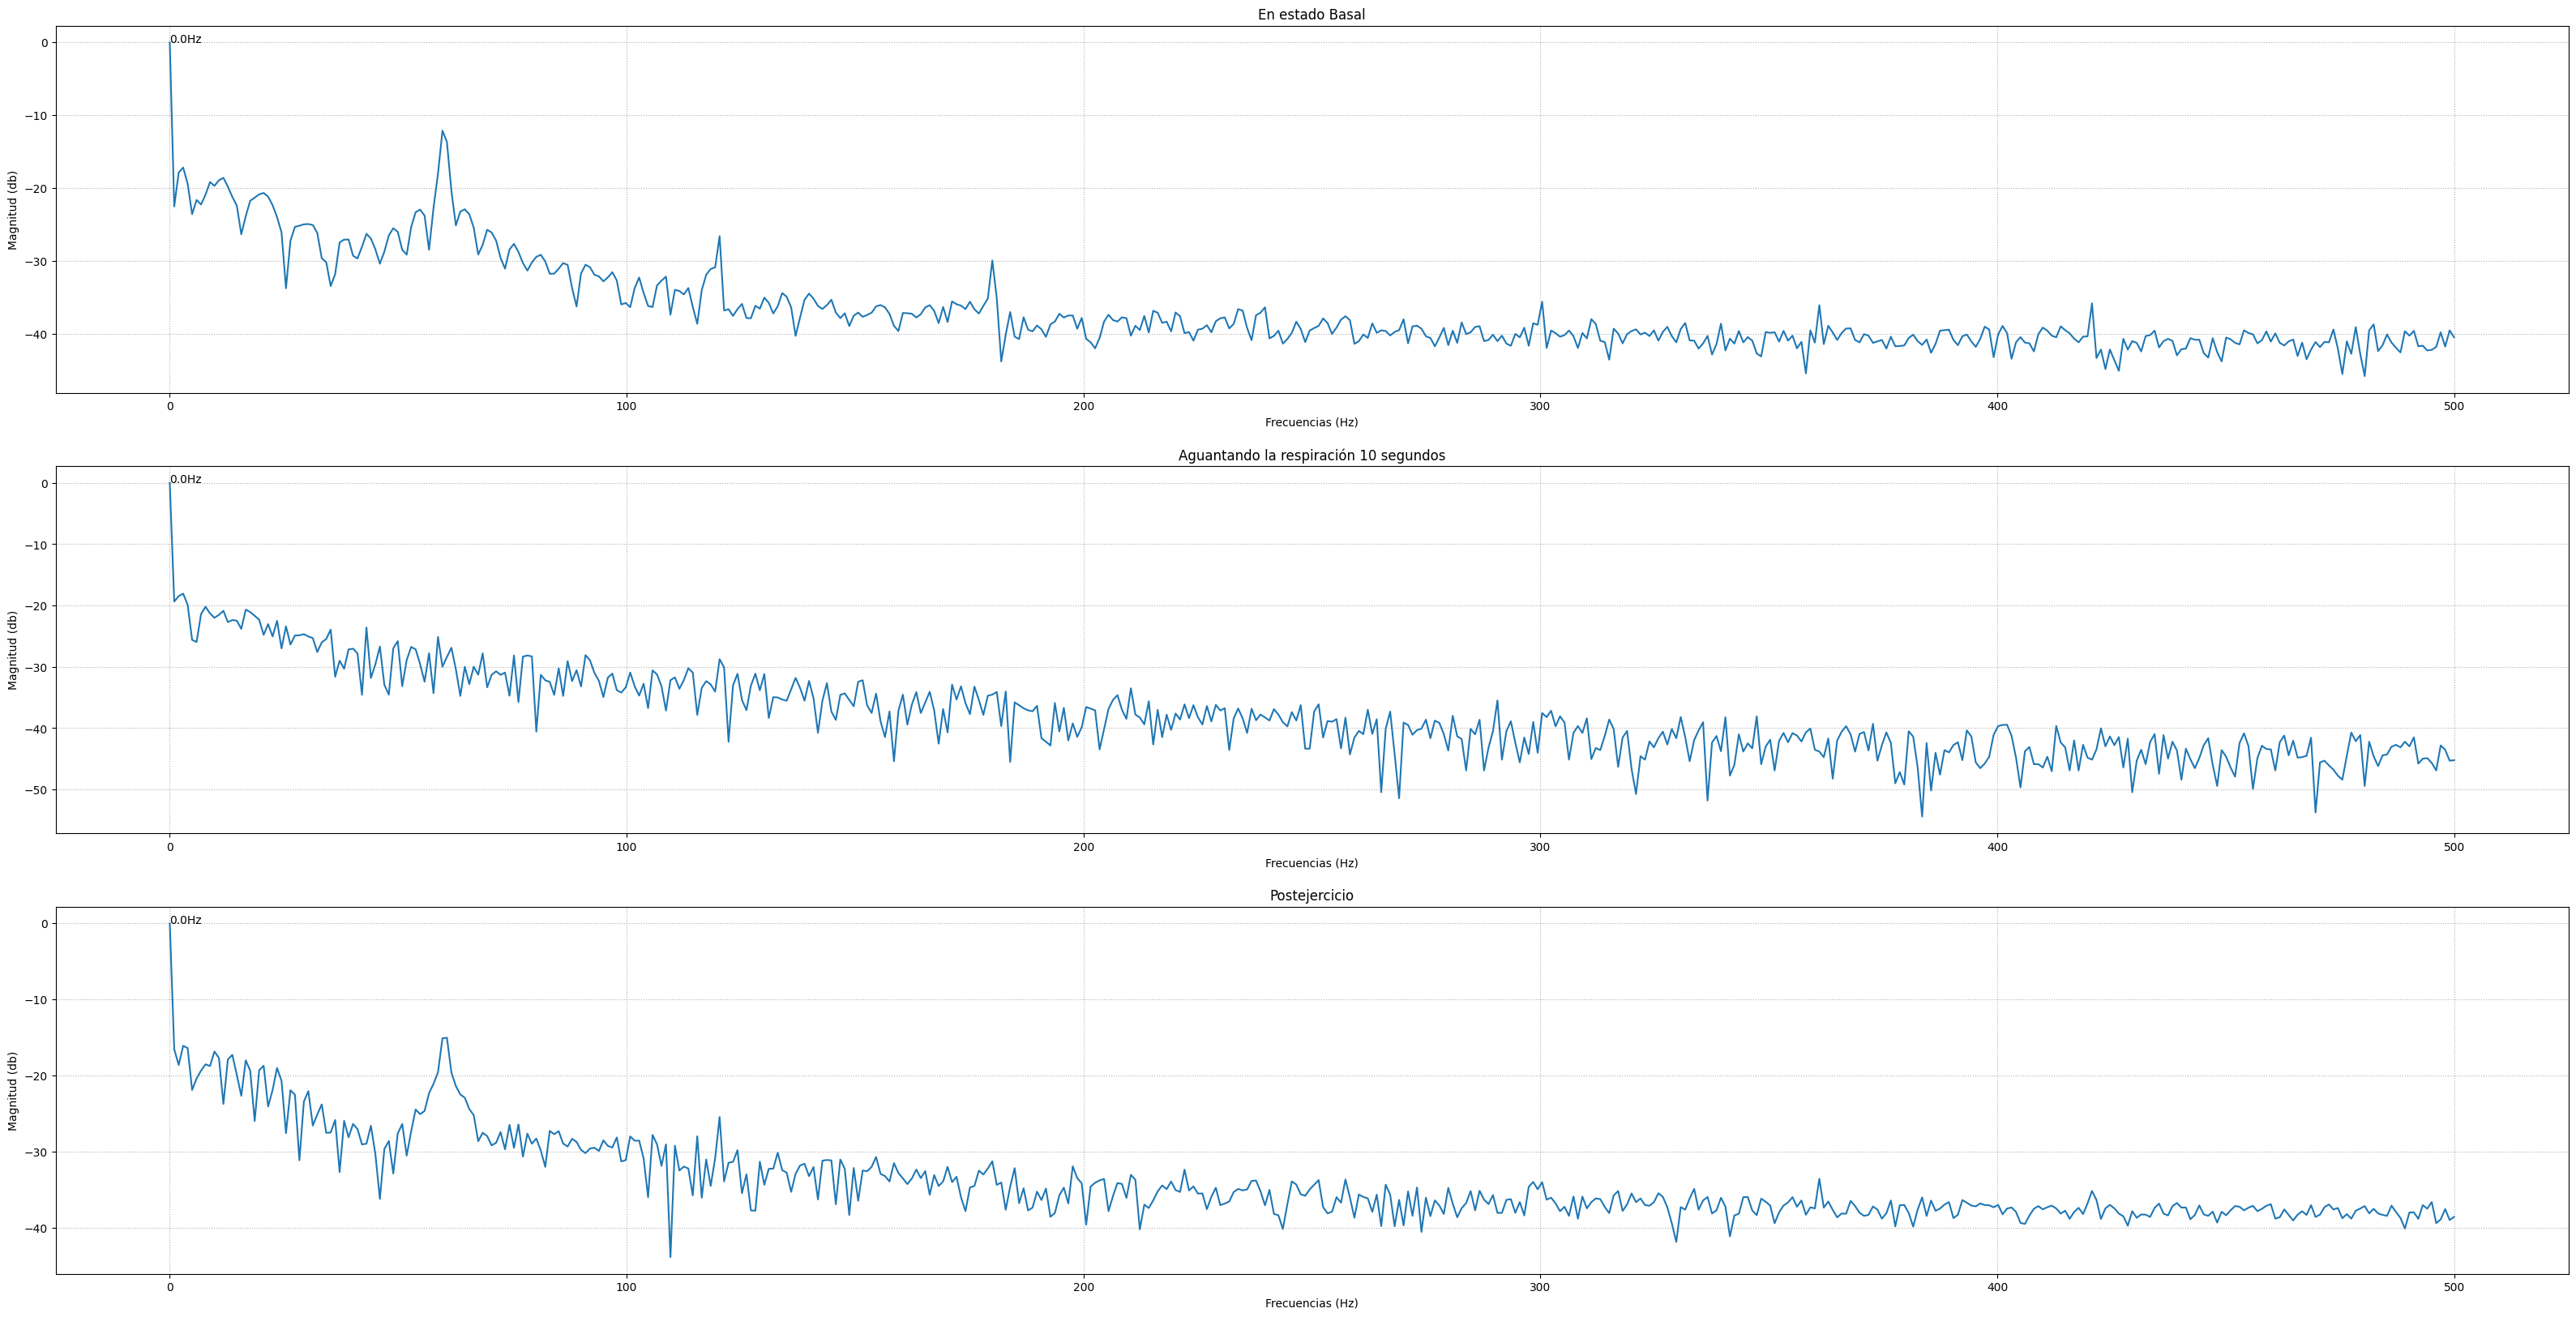 En estado Basal
0.0Hz
0
−10
−20
−30
−40
Magnitud (db)
0 100 200 300 400 500
Frecuencias (Hz)
Aguantando la respiración 10 segundos
0.0Hz
0
−10
−20
−30
−40
−50
Magnitud (db)
0 100 200 300 400 500
Frecuencias (Hz)
Postejercicio
0.0Hz
0
−10
−20
−30
−40
Magnitud (db)
0 100 200 300 400 500
Frecuencias (Hz)